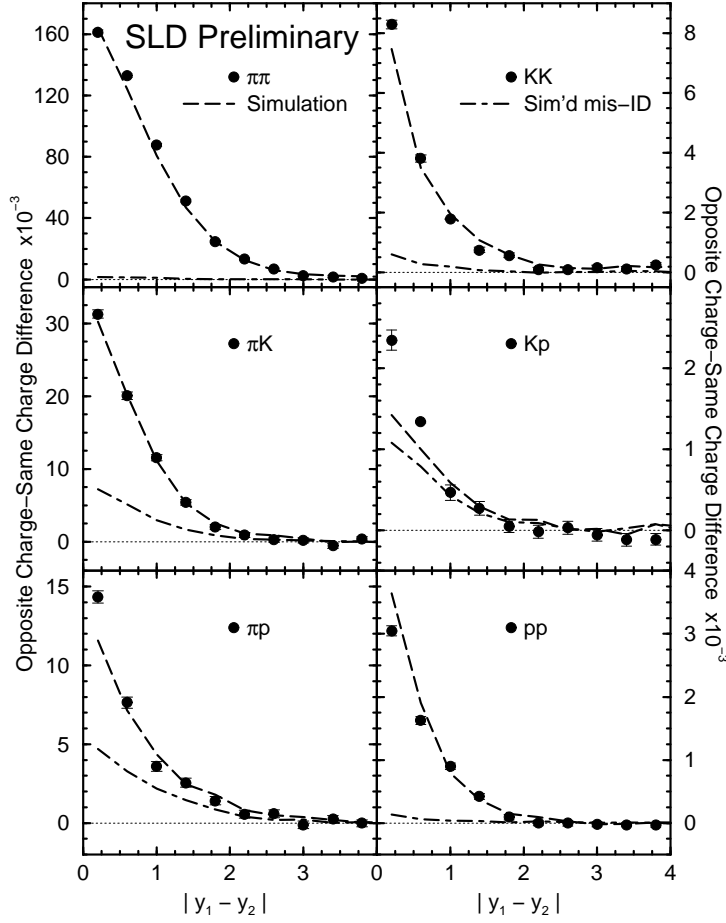 SLD Preliminary
ππ
Simulation
160
120
80
40
0
KK
Sim'd mis–ID
8
6
4
2
0
πK
30
20
10
0
Kp
2
1
0
πp
15
10
5
0
pp
4
3
2
1
0
0 1 2 3 0 1 2 3 4
| y₁ – y₂ | | y₁ – y₂ |
Opposite Charge–Same Charge Difference x10⁻³
Opposite Charge–Same Charge Difference x10⁻³